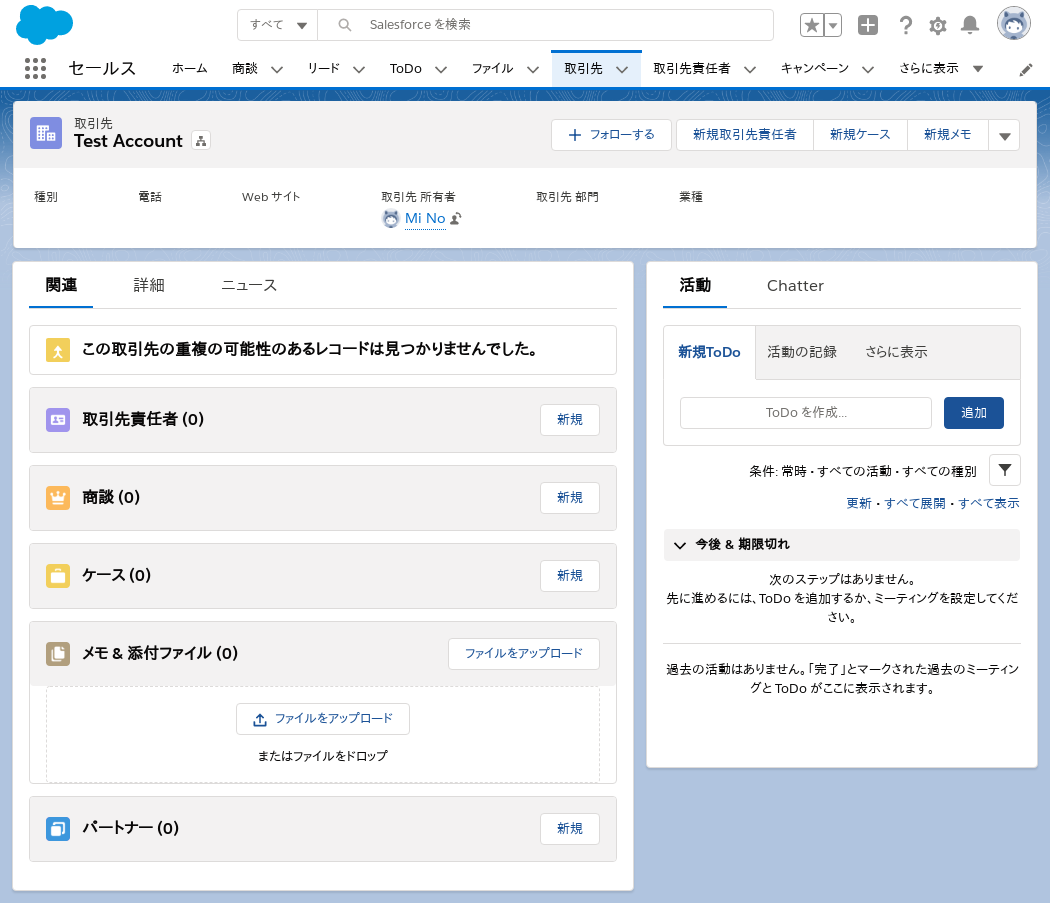 すべて
Salesforce を検索
セールス
ホーム
商談
リード
ToDo
ファイル
取引先
取引先責任者
キャンペーン
さらに表示
取引先
Test Account
フォローする
新規取引先責任者
新規ケース
新規メモ
種別
電話
Web サイト
取引先 所有者
取引先 部門
業種
Mi No
関連
詳細
ニュース
この取引先の重複の可能性のあるレコードは見つかりませんでした。
取引先責任者 (0)
新規
商談 (0)
新規
ケース (0)
新規
メモ & 添付ファイル (0)
ファイルをアップロード
ファイルをアップロード
またはファイルをドロップ
パートナー (0)
新規
活動
Chatter
新規ToDo
活動の記録
さらに表示
ToDo を作成...
追加
条件: 常時 • すべての活動 • すべての種別
更新 • すべて展開 • すべて表示
今後 & 期限切れ
次のステップはありません。
先に進めるには、ToDo を追加するか、ミーティングを設定してくだ
さい。
過去の活動はありません。「完了」とマークされた過去のミーティン
グと ToDo がここに表示されます。